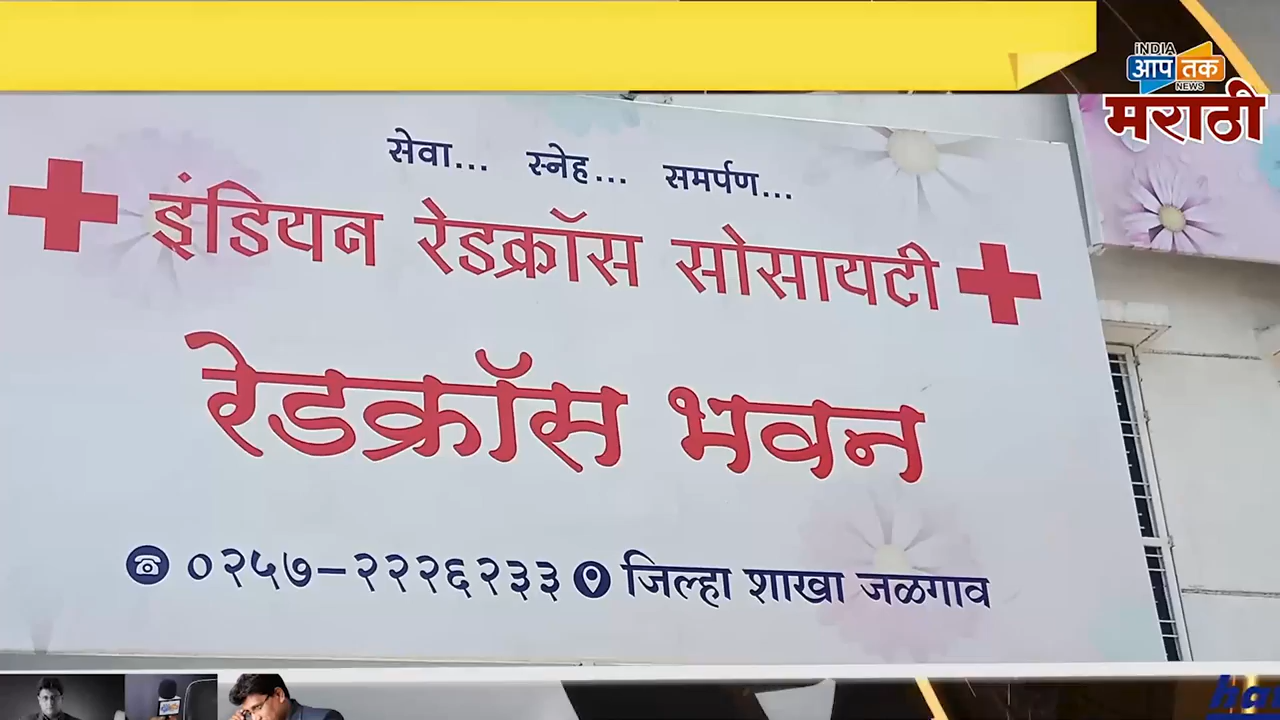 INDIA
आप तक
NEWS
मराठी
सेवा... स्नेह... समर्पण...
इंडियन रेडक्रॉस सोसायटी
रेडक्रॉस भवन
०२५७-२२२६२३३ जिल्हा शाखा जळगाव